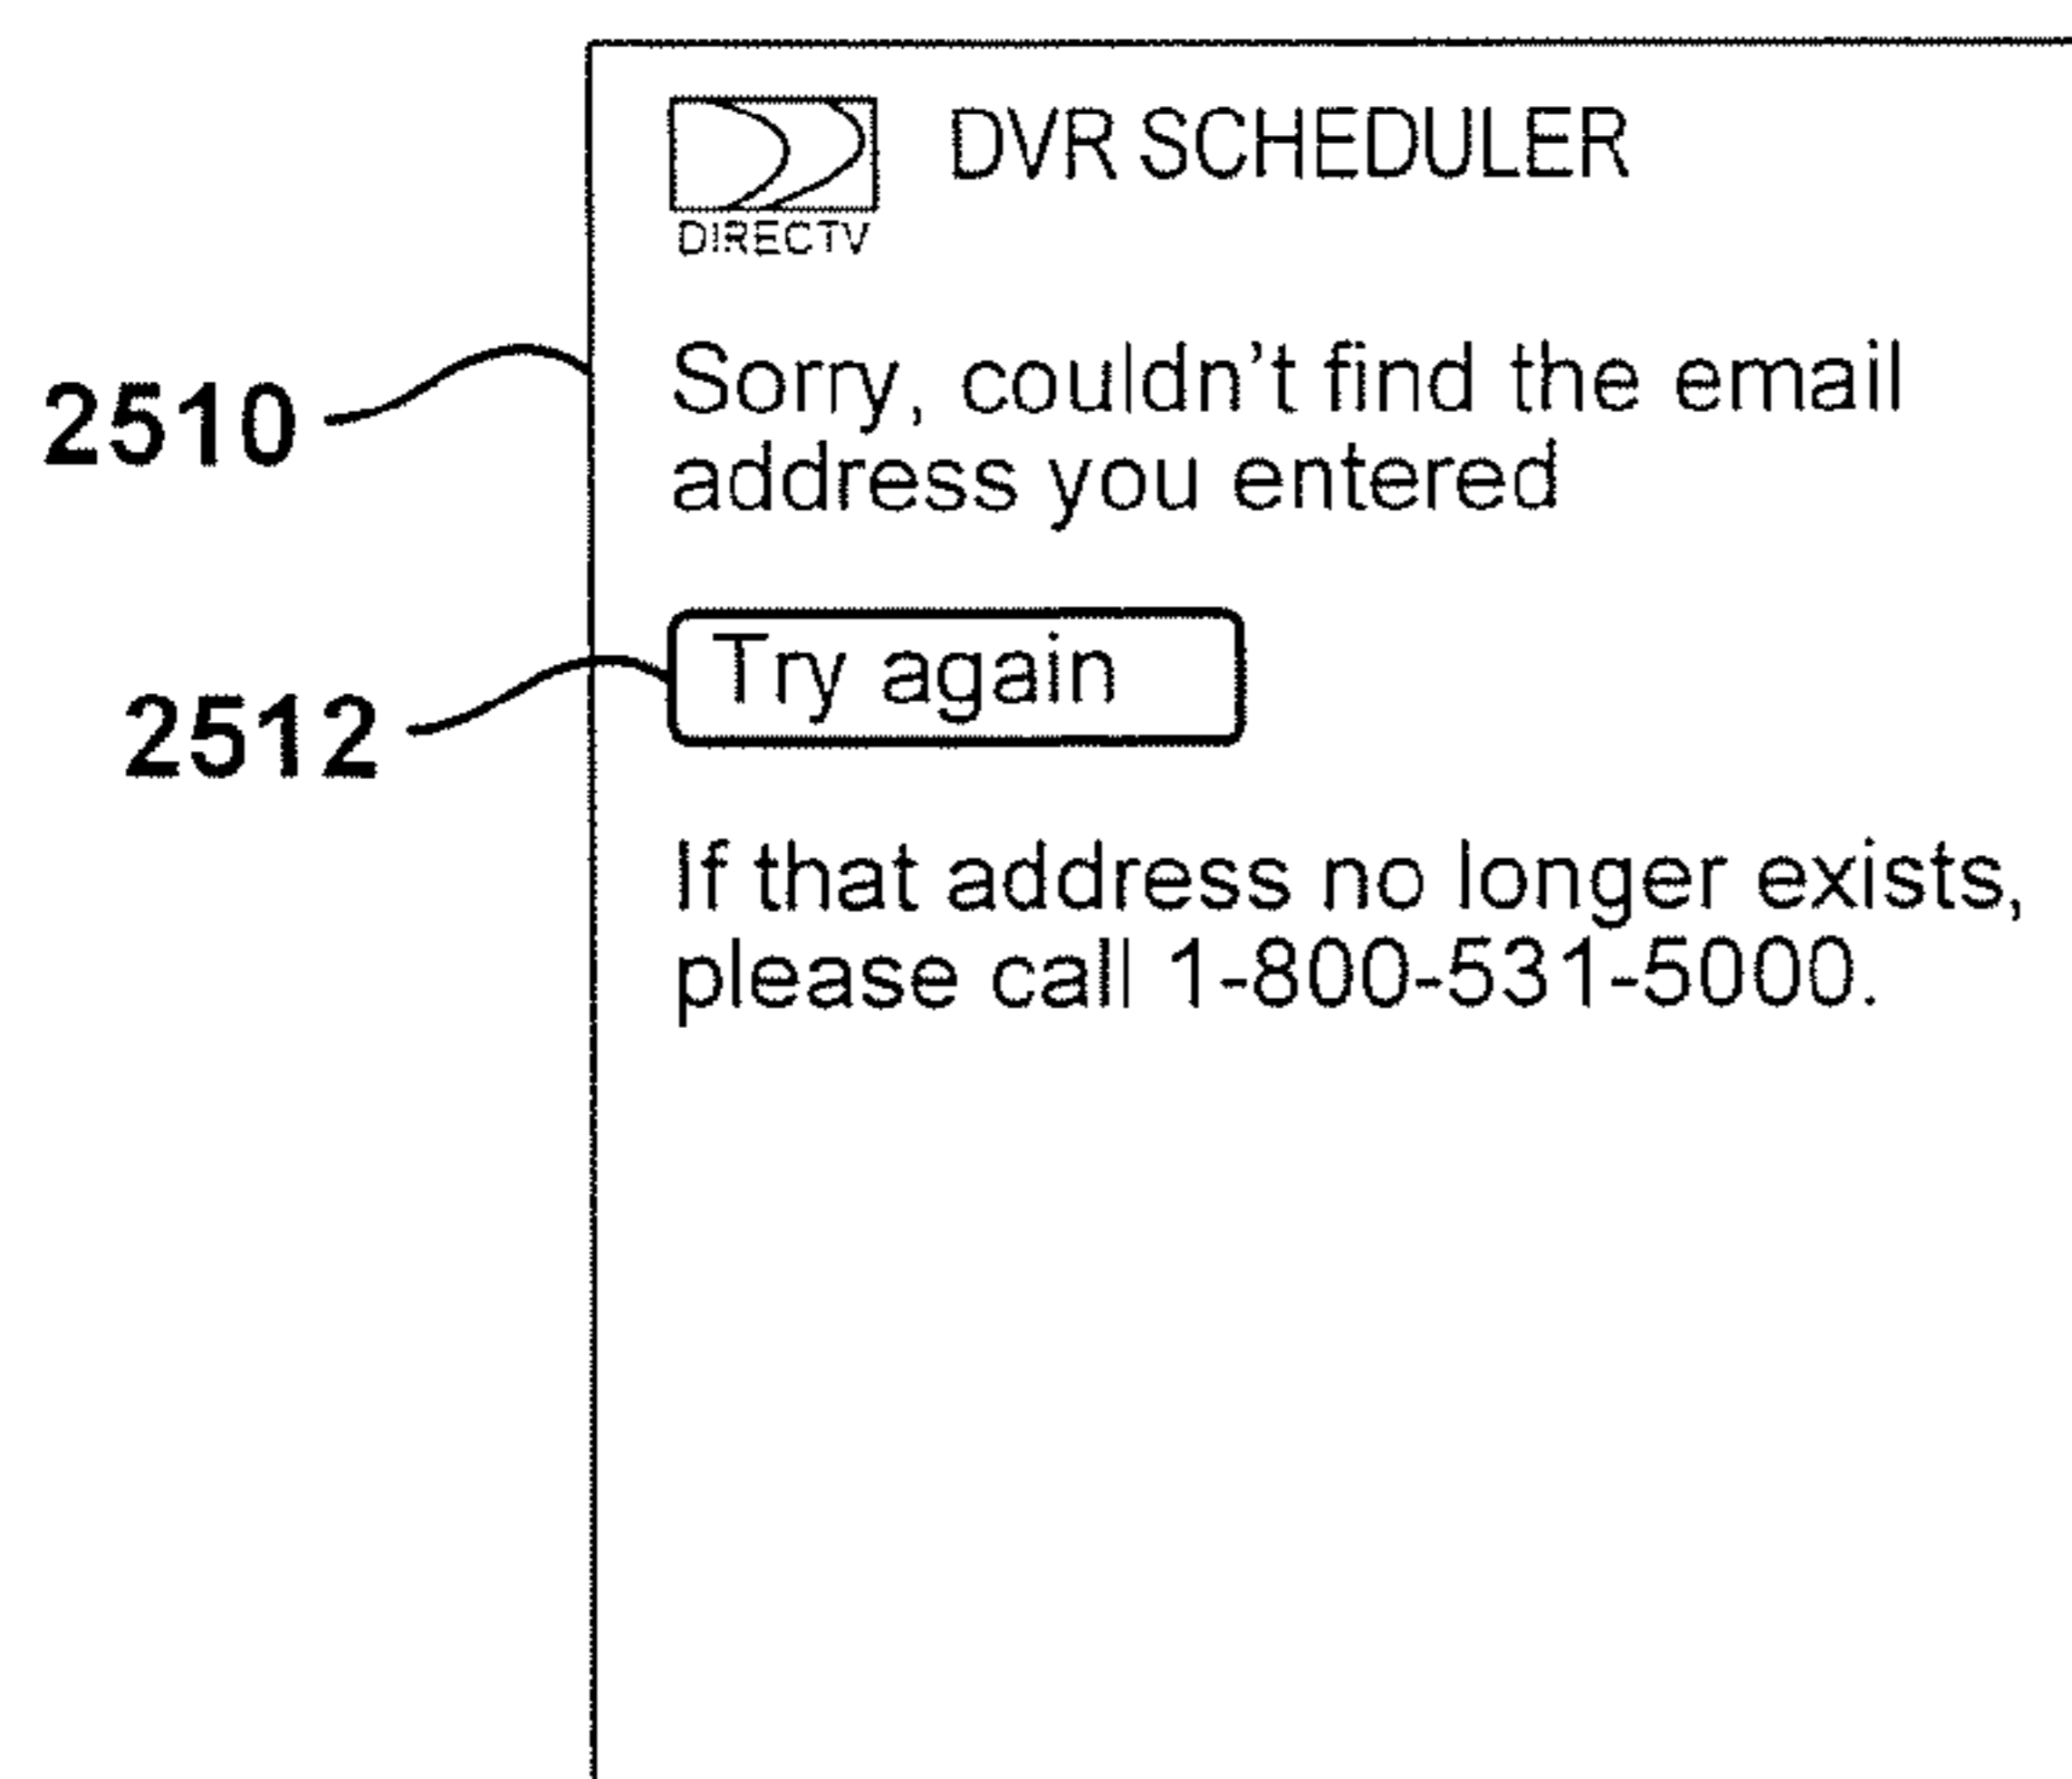 DVR SCHEDULER
DIRECTV
2510
Sorry, couldn’t find the email
address you entered
2512
Try again
If that address no longer exists,
please call 1-800-531-5000.